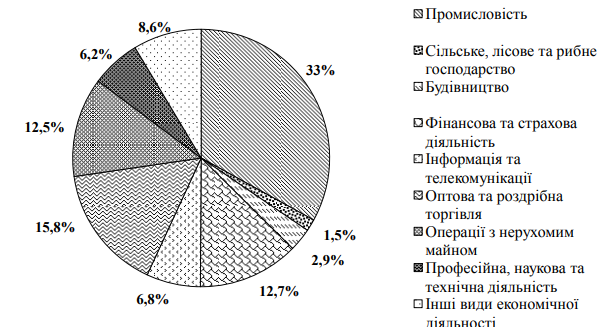 8,6%
6,2%
33%
12,5%
15,8%
1,5%
2,9%
6,8%
12,7%
Промисловість
Сільське, лісове та рибне
господарство
Будівництво
Фінансова та страхова
діяльність
Інформація та
телекомунікації
Оптова та роздрібна
торгівля
Операції з нерухомим
майном
Професійна, наукова та
технічна діяльність
Інші види економічної
діяльності